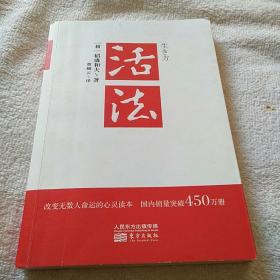 生き方
活法
[日] 稻盛和夫 著
改变无数人命运的心灵读本 国内销量突破450万册
人民东方出版传媒
东方出版社